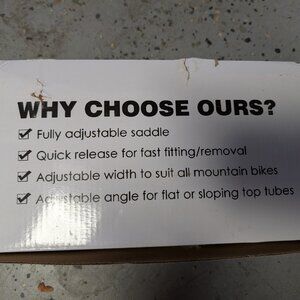 WHY CHOOSE OURS?
Fully adjustable saddle
Quick release for fast fitting/removal
Adjustable width to suit all mountain bikes
Adjustable angle for flat or sloping top tubes